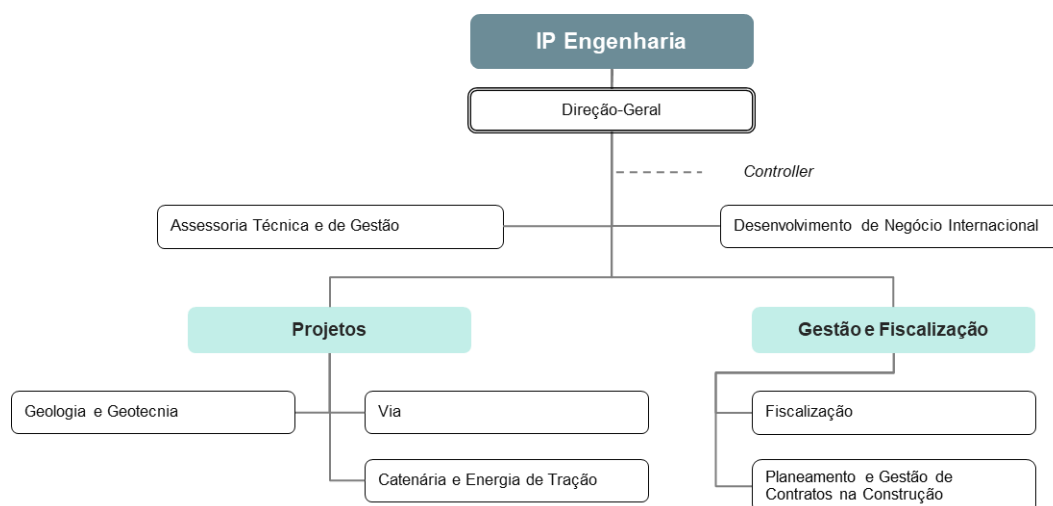 IP Engenharia
Direção-Geral
Controller
Assessoria Técnica e de Gestão
Desenvolvimento de Negócio Internacional
Projetos
Gestão e Fiscalização
Geologia e Geotecnia
Via
Fiscalização
Catenária e Energia de Tração
Planeamento e Gestão de
Contratos na Construção